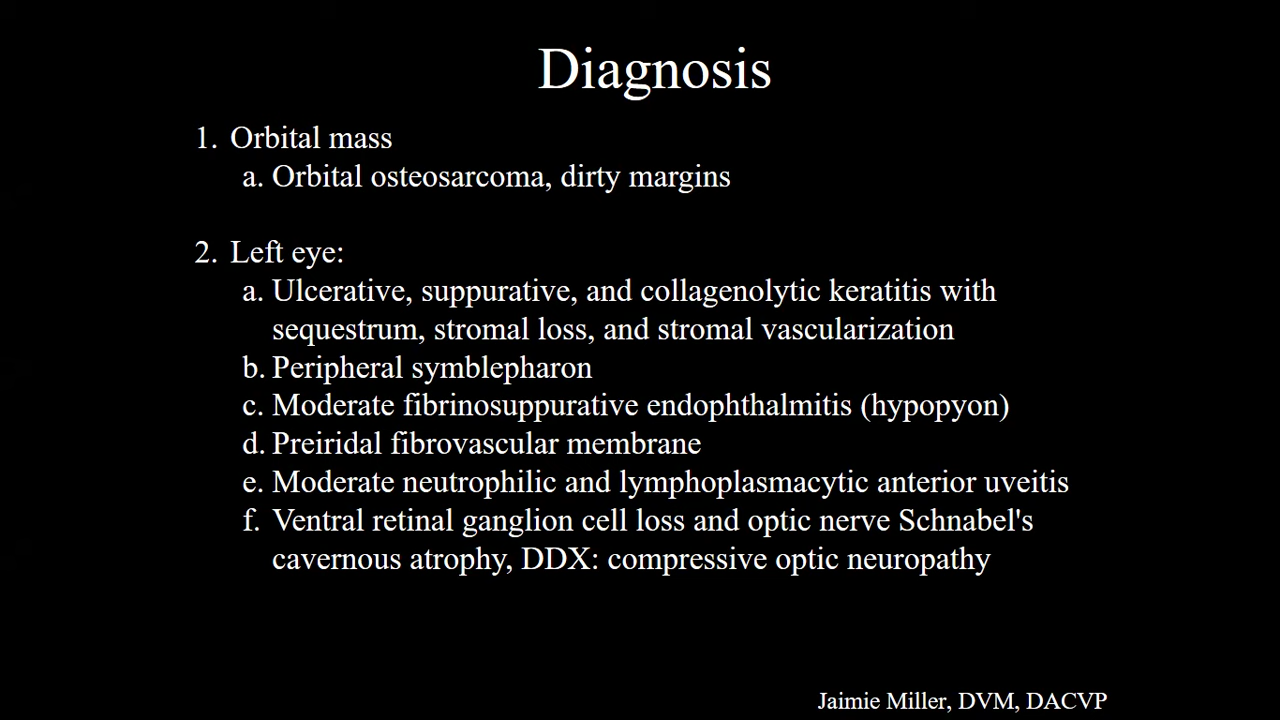 Diagnosis
1. Orbital mass
a. Orbital osteosarcoma, dirty margins
2. Left eye:
a. Ulcerative, suppurative, and collagenolytic keratitis with
sequestrum, stromal loss, and stromal vascularization
b. Peripheral symblepharon
c. Moderate fibrinosuppurative endophthalmitis (hypopyon)
d. Preiridal fibrovascular membrane
e. Moderate neutrophilic and lymphoplasmacytic anterior uveitis
f. Ventral retinal ganglion cell loss and optic nerve Schnabel's
cavernous atrophy, DDX: compressive optic neuropathy
Jaimie Miller, DVM, DACVP